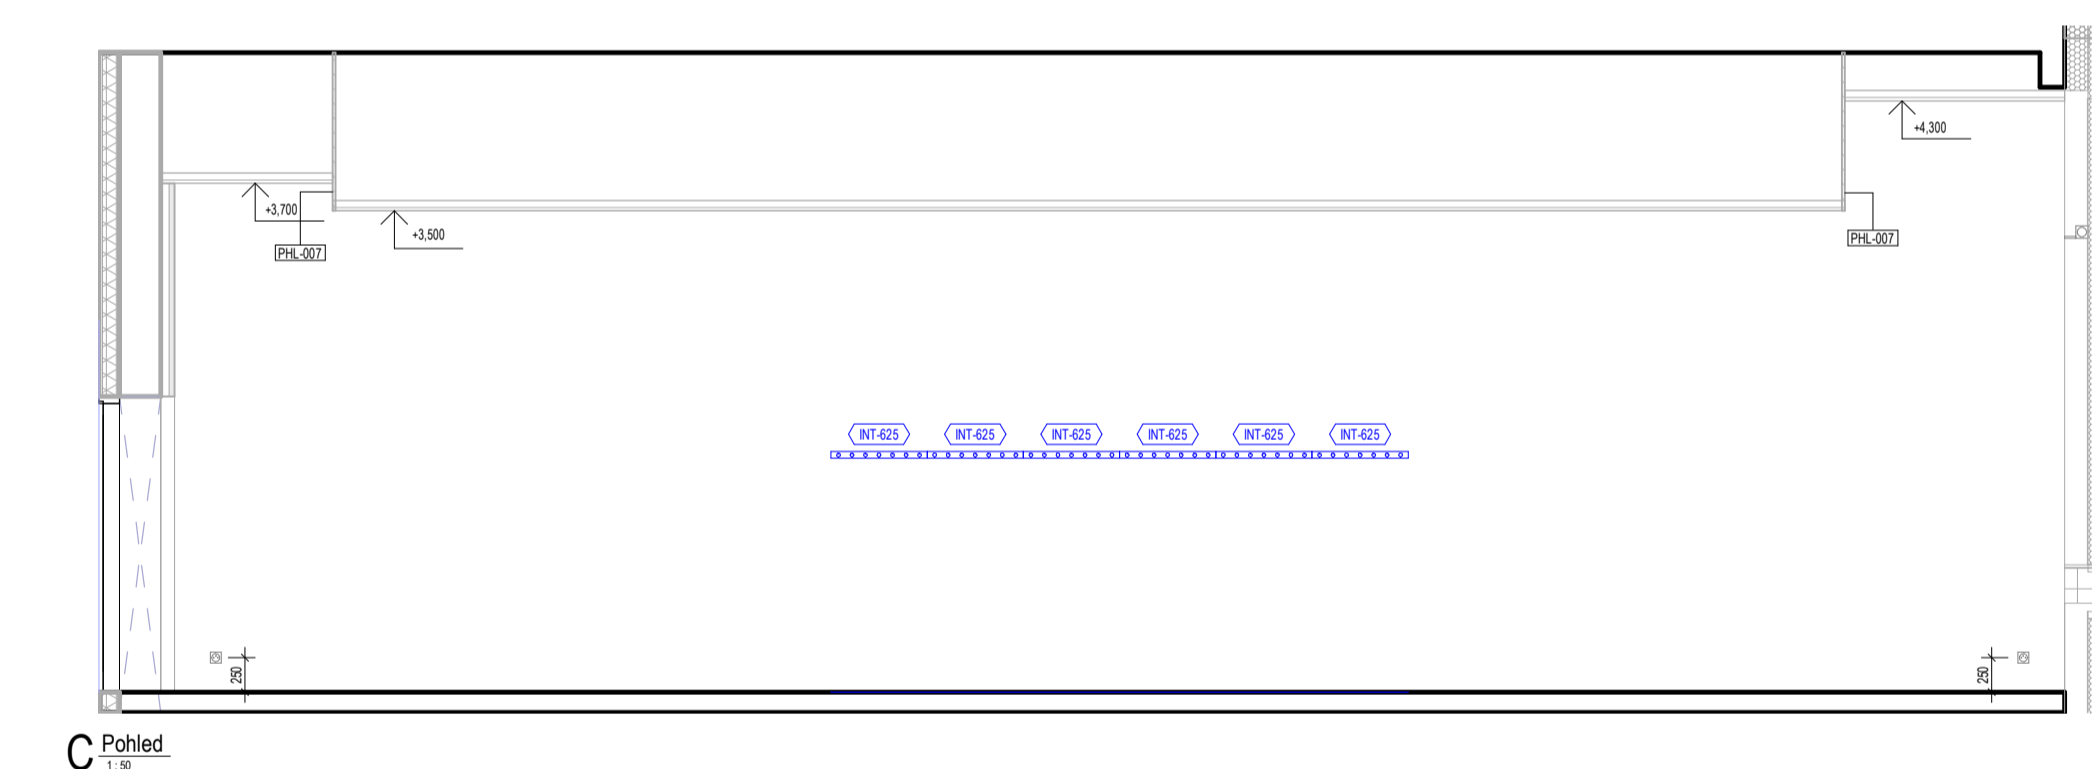 +4,300
+3,700
+3,500
PHL-007
PHL-007
INT-625 INT-625 INT-625 INT-625 INT-625 INT-625
250
250
C Pohled
1 : 50